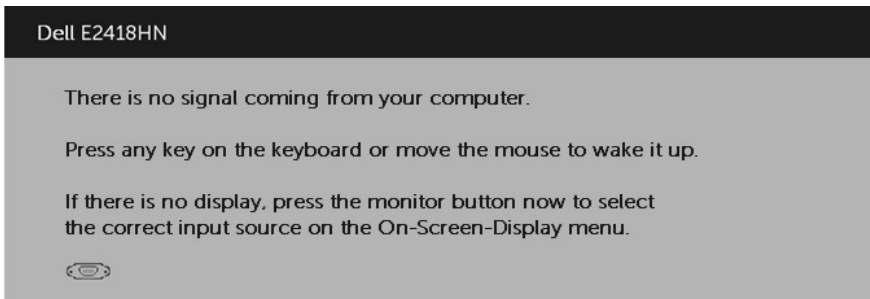 Dell E2418HN
There is no signal coming from your computer.
Press any key on the keyboard or move the mouse to wake it up.
If there is no display, press the monitor button now to select
the correct input source on the On-Screen-Display menu.